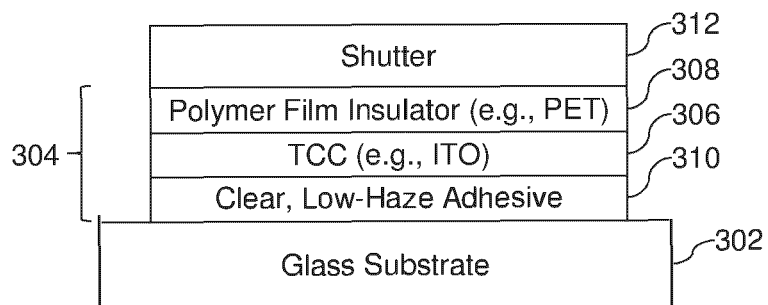 Shutter 312
Polymer Film Insulator (e.g., PET) 308
304
TCC (e.g., ITO) 306
Clear, Low-Haze Adhesive 310
Glass Substrate 302